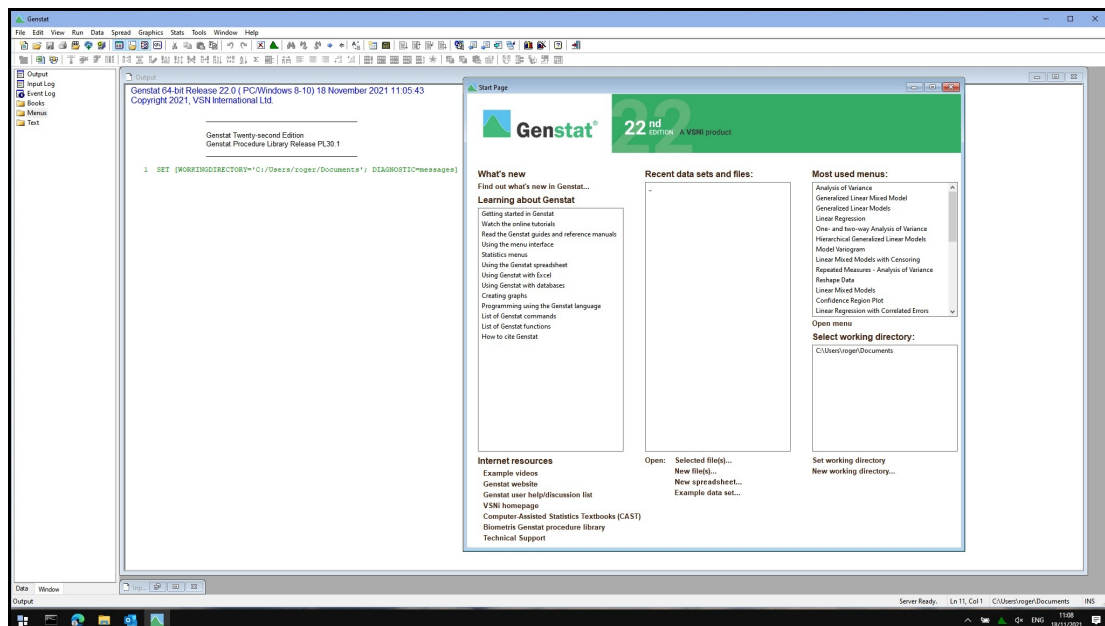 Genstat
File Edit View Run Data Spread Graphics Stats Tools Window Help
Output
Input Log
Event Log
Books
Menus
Text
Output
Genstat 64-bit Release 22.0 ( PC/Windows 8-10) 18 November 2021 11:05:43
Copyright 2021, VSN International Ltd.
Genstat Twenty-second Edition
Genstat Procedure Library Release PL30.1
1 SET [WORKINGDIRECTORY='C:/Users/roger/Documents'; DIAGNOSTIC=messages]
Start Page
Genstat®
22 nd EDITION A VSNi product
What's new
Find out what's new in Genstat...
Learning about Genstat
Getting started in Genstat
Watch the online tutorials
Read the Genstat guides and reference manuals
Using the menu interface
Statistics menus
Using the Genstat spreadsheet
Using Genstat with Excel
Using Genstat with databases
Creating graphs
Programming using the Genstat language
List of Genstat commands
List of Genstat functions
How to cite Genstat
Internet resources
Example videos
Genstat website
Genstat user help/discussion list
VSNi homepage
Computer-Assisted Statistics Textbooks (CAST)
Biometris Genstat procedure library
Technical Support
Recent data sets and files:
Open: Selected file(s)...
New file(s)...
New spreadsheet...
Example data set...
Most used menus:
Analysis of Variance
Generalized Linear Mixed Model
Generalized Linear Models
Linear Regression
One- and two-way Analysis of Variance
Hierarchical Generalized Linear Models
Model Variogram
Linear Mixed Models with Censoring
Repeated Measures - Analysis of Variance
Reshape Data
Linear Mixed Models
Confidence Region Plot
Linear Regression with Correlated Errors
Open menu
Select working directory:
C:\Users\roger\Documents
Set working directory
New working directory...
Data Window
Inp...
Output
Server Ready. Ln 11, Col 1 C:\Users\roger\Documents INS
ENG
11:08
18/11/2021